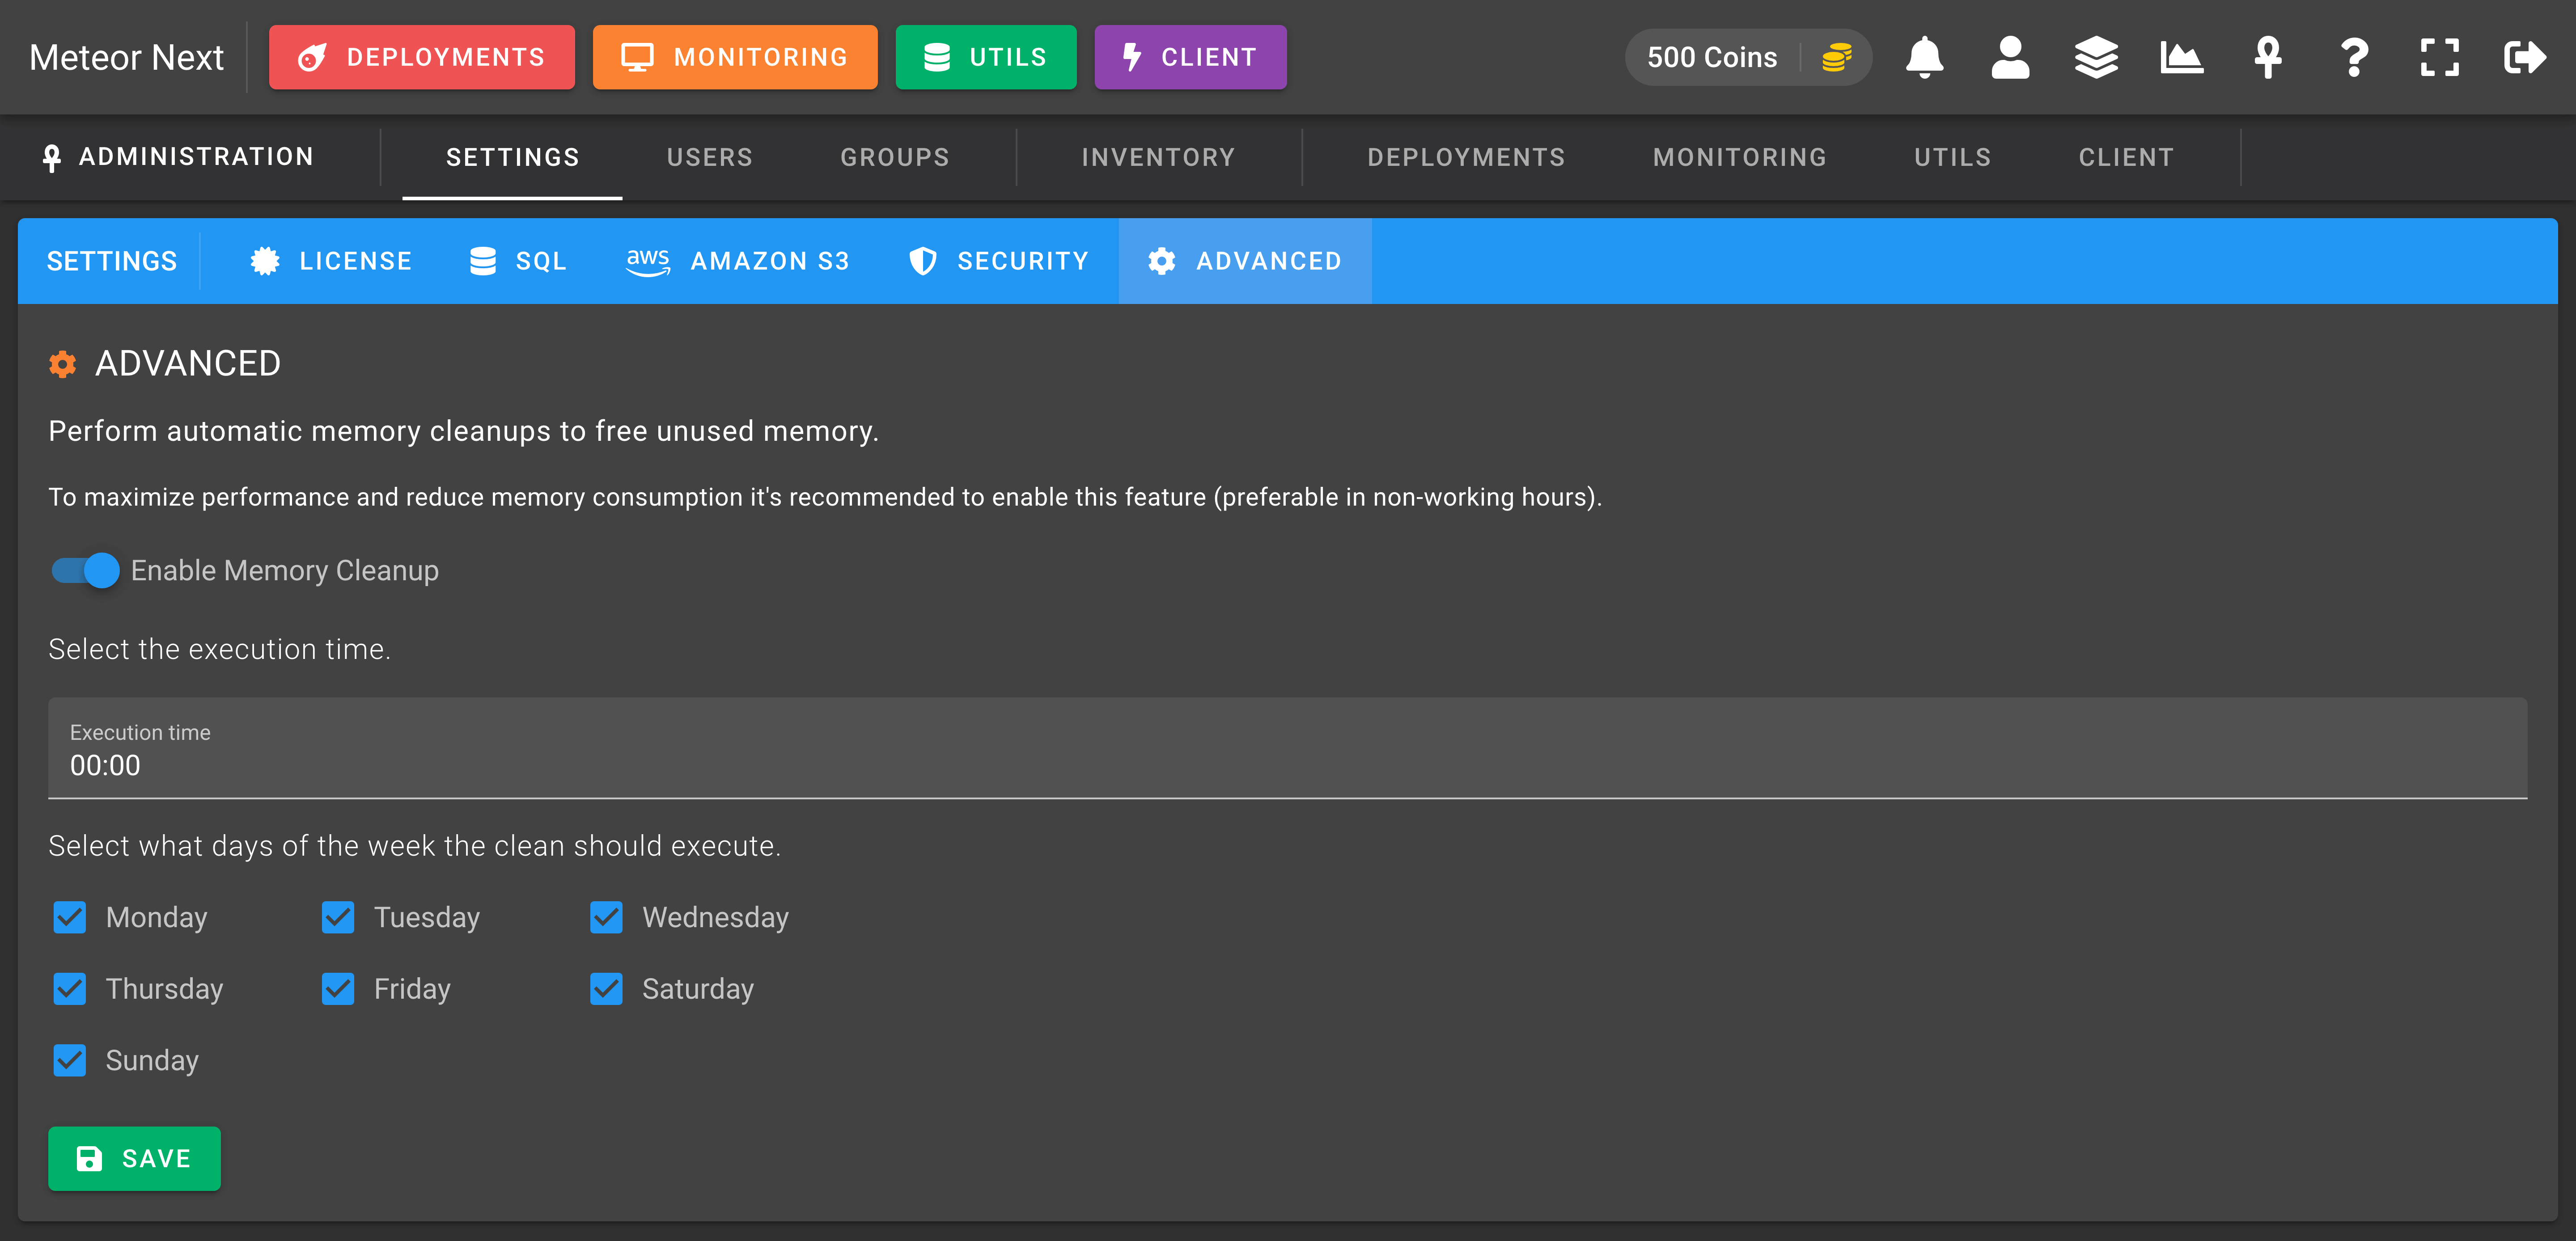 Meteor Next DEPLOYMENTS MONITORING UTILS CLIENT 500 Coins
ADMINISTRATION SETTINGS USERS GROUPS INVENTORY DEPLOYMENTS MONITORING UTILS CLIENT
SETTINGS LICENSE SQL aws AMAZON S3 SECURITY ADVANCED
ADVANCED
Perform automatic memory cleanups to free unused memory.
To maximize performance and reduce memory consumption it's recommended to enable this feature (preferable in non-working hours).
Enable Memory Cleanup
Select the execution time.
Execution time
00:00
Select what days of the week the clean should execute.
Monday Tuesday Wednesday
Thursday Friday Saturday
Sunday
SAVE